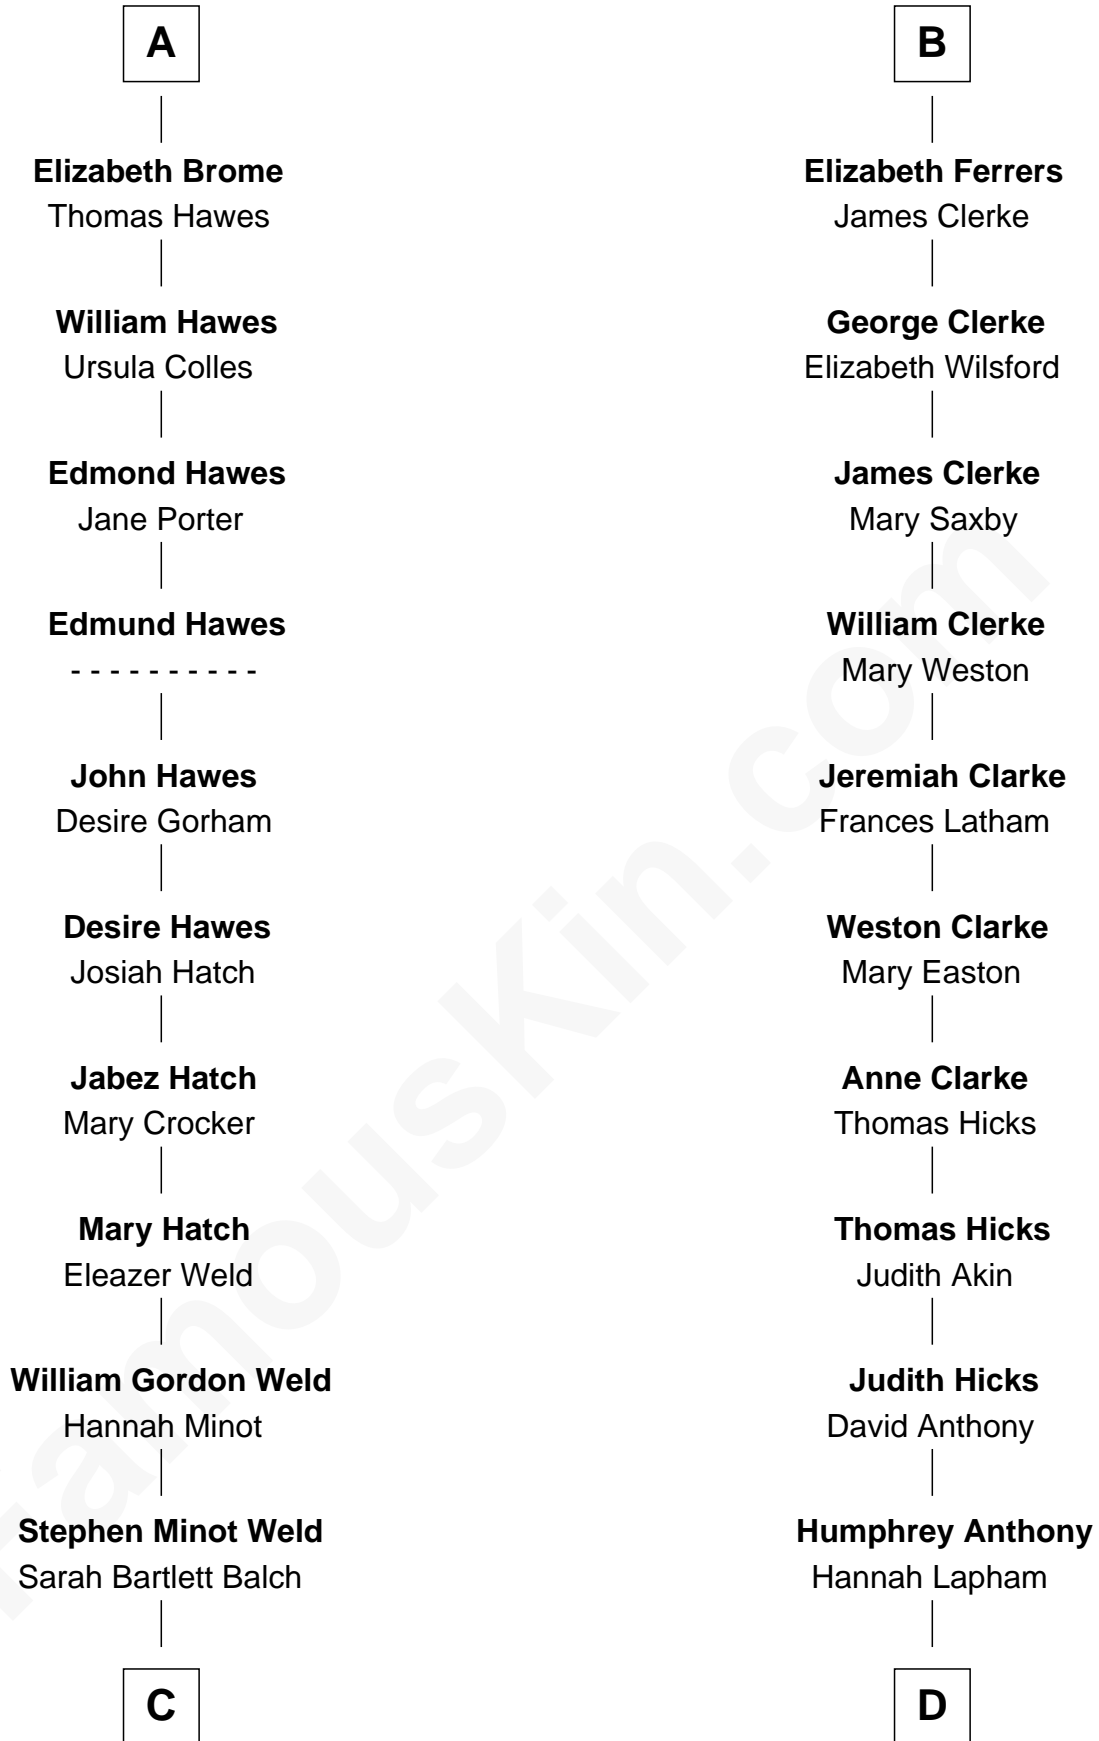 A
B
Elizabeth Brome
Thomas Hawes
Elizabeth Ferrers
James Clerke
William Hawes
Ursula Colles
George Clerke
Elizabeth Wilsford
Edmond Hawes
Jane Porter
James Clerke
Mary Saxby
Edmund Hawes
- - - - - - - - - -
William Clerke
Mary Weston
John Hawes
Desire Gorham
Jeremiah Clarke
Frances Latham
Desire Hawes
Josiah Hatch
Weston Clarke
Mary Easton
Jabez Hatch
Mary Crocker
Anne Clarke
Thomas Hicks
Mary Hatch
Eleazer Weld
Thomas Hicks
Judith Akin
William Gordon Weld
Hannah Minot
Judith Hicks
David Anthony
Stephen Minot Weld
Sarah Bartlett Balch
Humphrey Anthony
Hannah Lapham
C
D
FamousKin.com